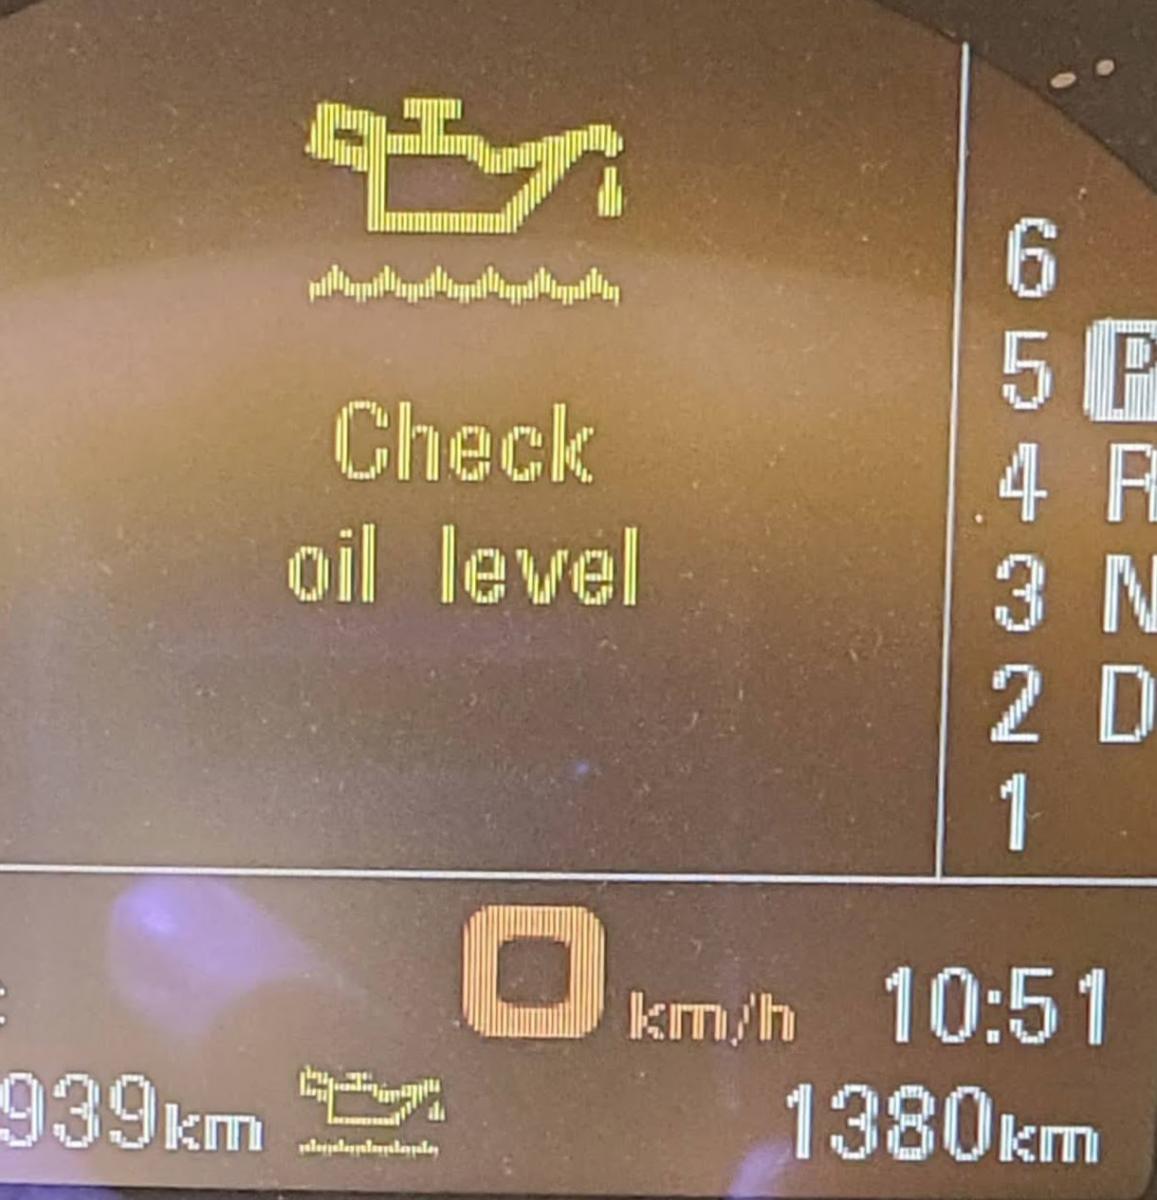 Check
oil level
6
5 P
4 R
3 N
2 D
1
0 km/h 10:51
939km 1380km